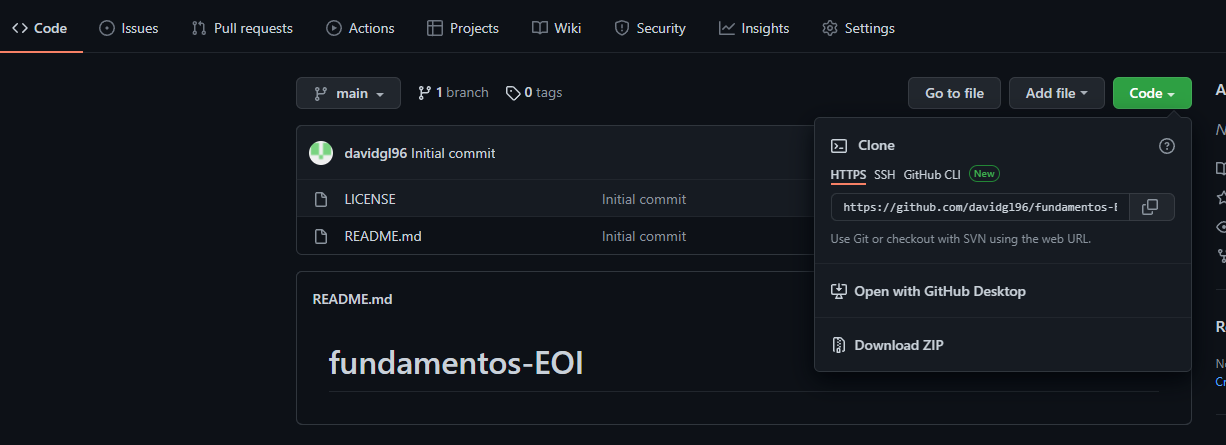 Code Issues Pull requests Actions Projects Wiki Security Insights Settings
main 1 branch 0 tags Go to file Add file Code
davidgl96 Initial commit
LICENSE Initial commit
README.md Initial commit
README.md
fundamentos-EOI
Clone
HTTPS SSH GitHub CLI New
https://github.com/davidgl96/fundamentos-E
Use Git or checkout with SVN using the web URL.
Open with GitHub Desktop
Download ZIP